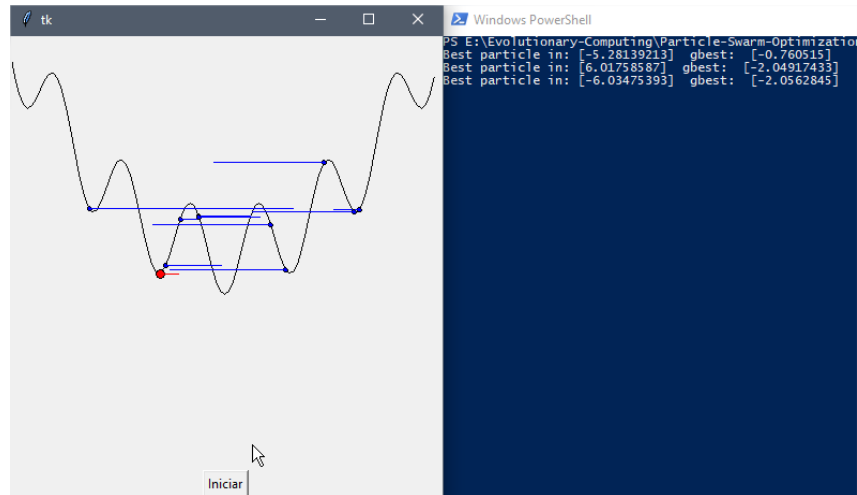 tk
Windows PowerShell
PS E:\Evolutionary-Computing\Particle-Swarm-Optimization
Best particle in: [-5.28139213]  gbest:  [-0.760515]
Best particle in: [6.01758587]  gbest:  [-2.04917433]
Best particle in: [-6.03475393]  gbest:  [-2.0562845]
Iniciar